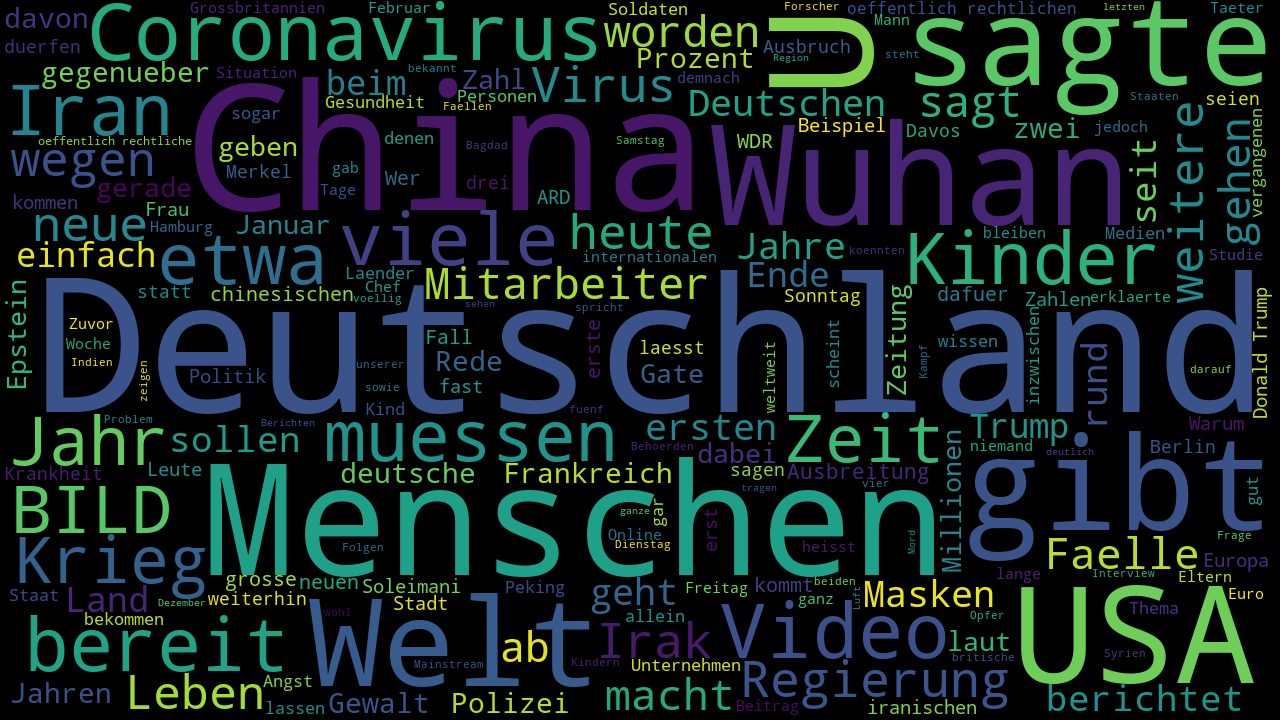 davon
Grossbritannien
Februar
Coronavirus
Soldaten
worden
Forscher
oeffentlich rechtlichen
letzten
Taeter
duerfen
Prozent
Ausbruch
Mann
U
sagte
gegenueber
Situation
beim
bekannt
Zahl
Virus
demnach
Region
steht
Iran
sogar
Gesundheit
Personen
Faellen
Deutschen
sagt
Staaten
seien
oeffentlich rechtliche
China
denen
Samstag
Wuhan
WDR
Beispiel
Davos
zwei
jedoch
weitere
gehen
vergangenen
wegen
geben
Bagdad
seit
gerade
Merkel
gab
Wer
drei
ARD
kommen
Tage
Frau
neue
Hamburg
Januar
viele
heute
Jahre
koennten
Kinder
bleiben
Medien
Studie
einfach
etwa
internationalen
Laender
Chef
voellig
Mitarbeiter
Ende
statt
chinesischen
sehen
spricht
Sonntag
Zeitung
dafuer
Zahlen
erklaerte
Epstein
Zuvor
Woche
Indien
zeigen
Deutschland
Fall
erste
laesst
weltweit
scheint
wissen
inzwischen
rund
Donald Trump
Politik
unserer
sowie
Rede
fast
Gate
Kampf
darauf
Kind
fuenf
Jahr
Problem
Berichten
sollen
muessen
ersten
Behoerden
dabei
Zeit
Trump
niemand
deutlich
Berlin
Warum
Krankheit
Leute
deutsche
Frankreich
sagen
Ausbreitung
Millionen
gibt
gut
BILD
Menschen
tragen
vier
ganze
gar
Online
erst
Dienstag
Folgen
heisst
Mord
Frage
Krieg
Faelle
Europa
grosse
neuen
Soleimani
Peking
geht
Freitag
kommt
beiden
lange
Interview
Eltern
Staat
Land
Dezember
weiterhin
Stadt
ganz
Luft
Masken
USA
Thema
Euro
bekommen
wohl
Welt
allein
Opfer
bereit
ab
Irak
Video
laut
britische
Syrien
Mainstream
Kindern
Unternehmen
Jahren
Leben
Angst
lassen
Gewalt
Polizei
macht
Regierung
Beitrag
iranischen
berichtet